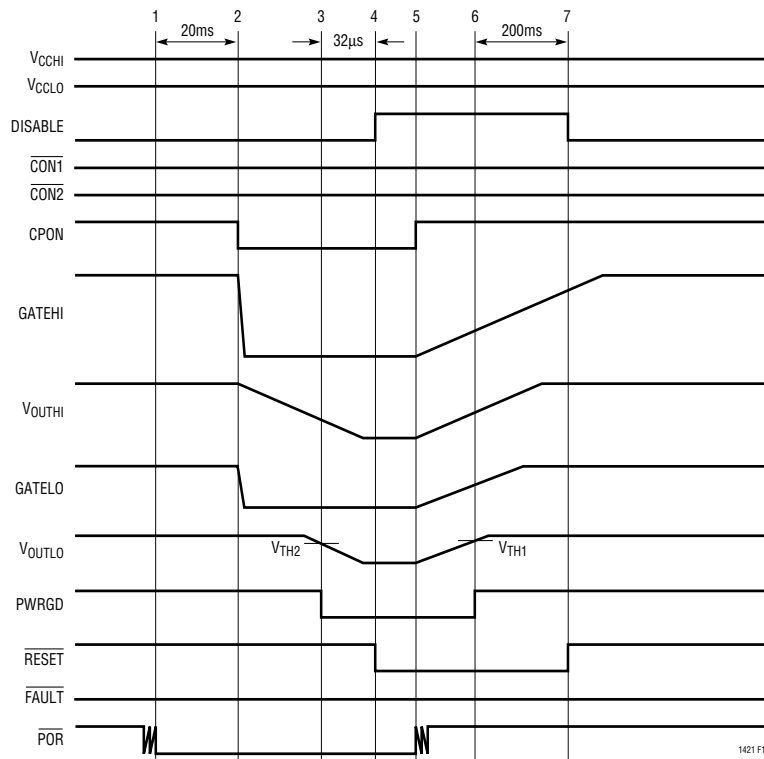 1 2 3 4 5 6 7
20ms 32µs 200ms
VCCHI
VCCLO
DISABLE
CON1
CON2
CPON
GATEHI
VOUTHI
GATELO
VOUTLO VTH2 VTH1
PWRGD
RESET
FAULT
POR
1421 F1